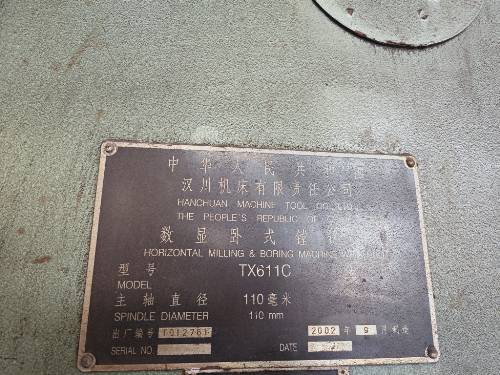 中 华 人 民 共 和
汉川机床有限责任公司
HANCHUAN MACHINE TOOL CO.,
THE PEOPLE'S REPUBLIC OF
数 显 卧 式 镗
HORIZONTAL MILLING & BORING MACHINE
型 号 TX611C
MODEL
主 轴 直 径 110毫米
SPINDLE DIAMETER 110 mm
出厂编号 2002 年 9 月 制造
SERIAL NO. DATE